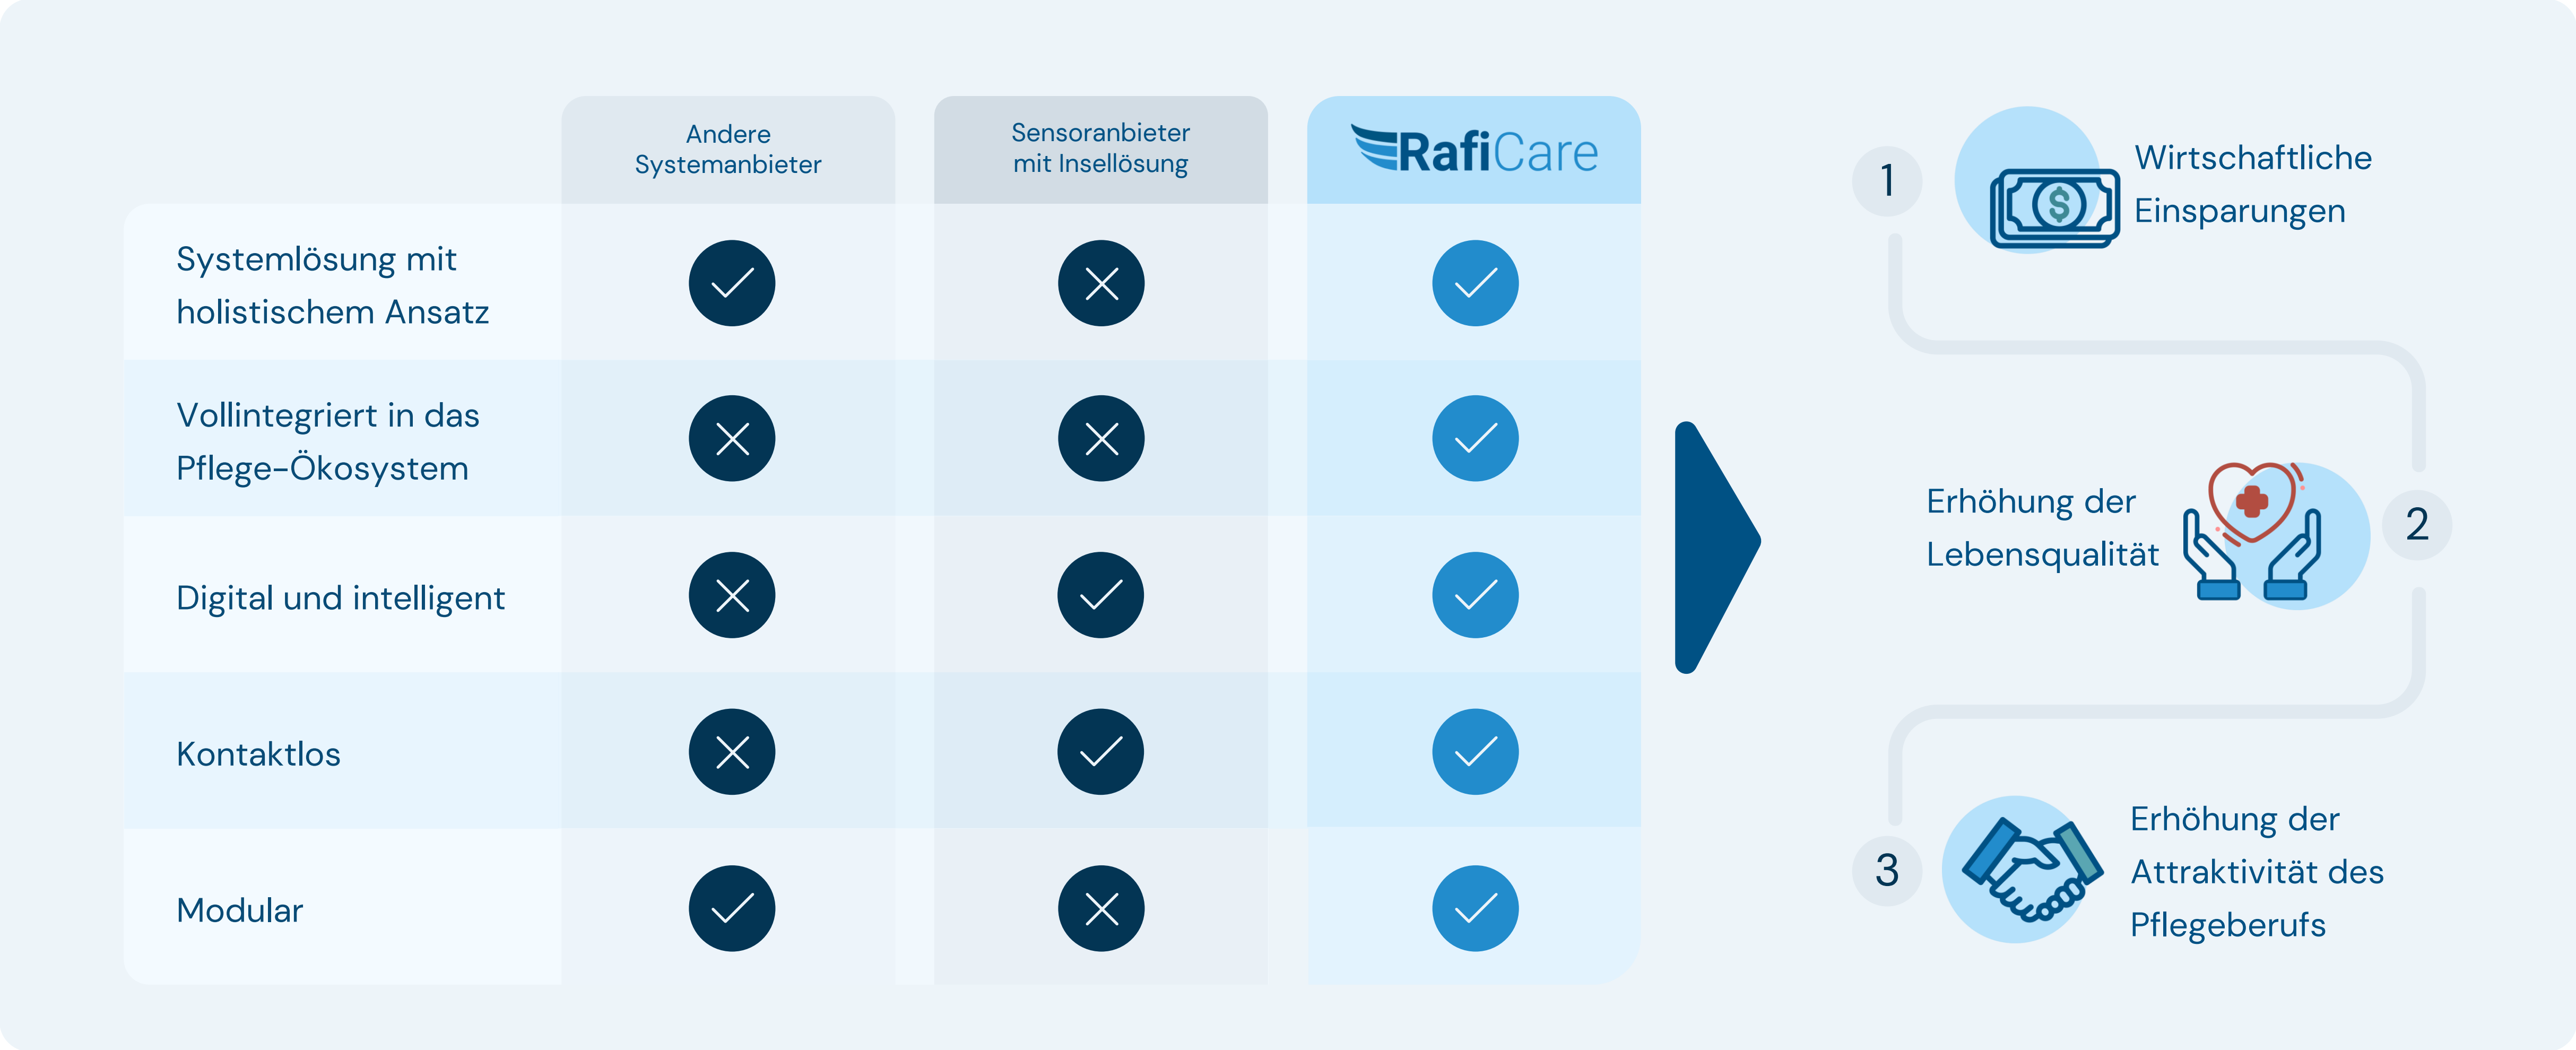 Andere
Systemanbieter
Sensoranbieter
mit Insellösung
RafiCare
Systemlösung mit
holistischem Ansatz
Vollintegriert in das
Pflege-Ökosystem
Digital und intelligent
Kontaktlos
Modular
1
Wirtschaftliche
Einsparungen
$
Erhöhung der
Lebensqualität
2
3
Erhöhung der
Attraktivität des
Pflegeberufs